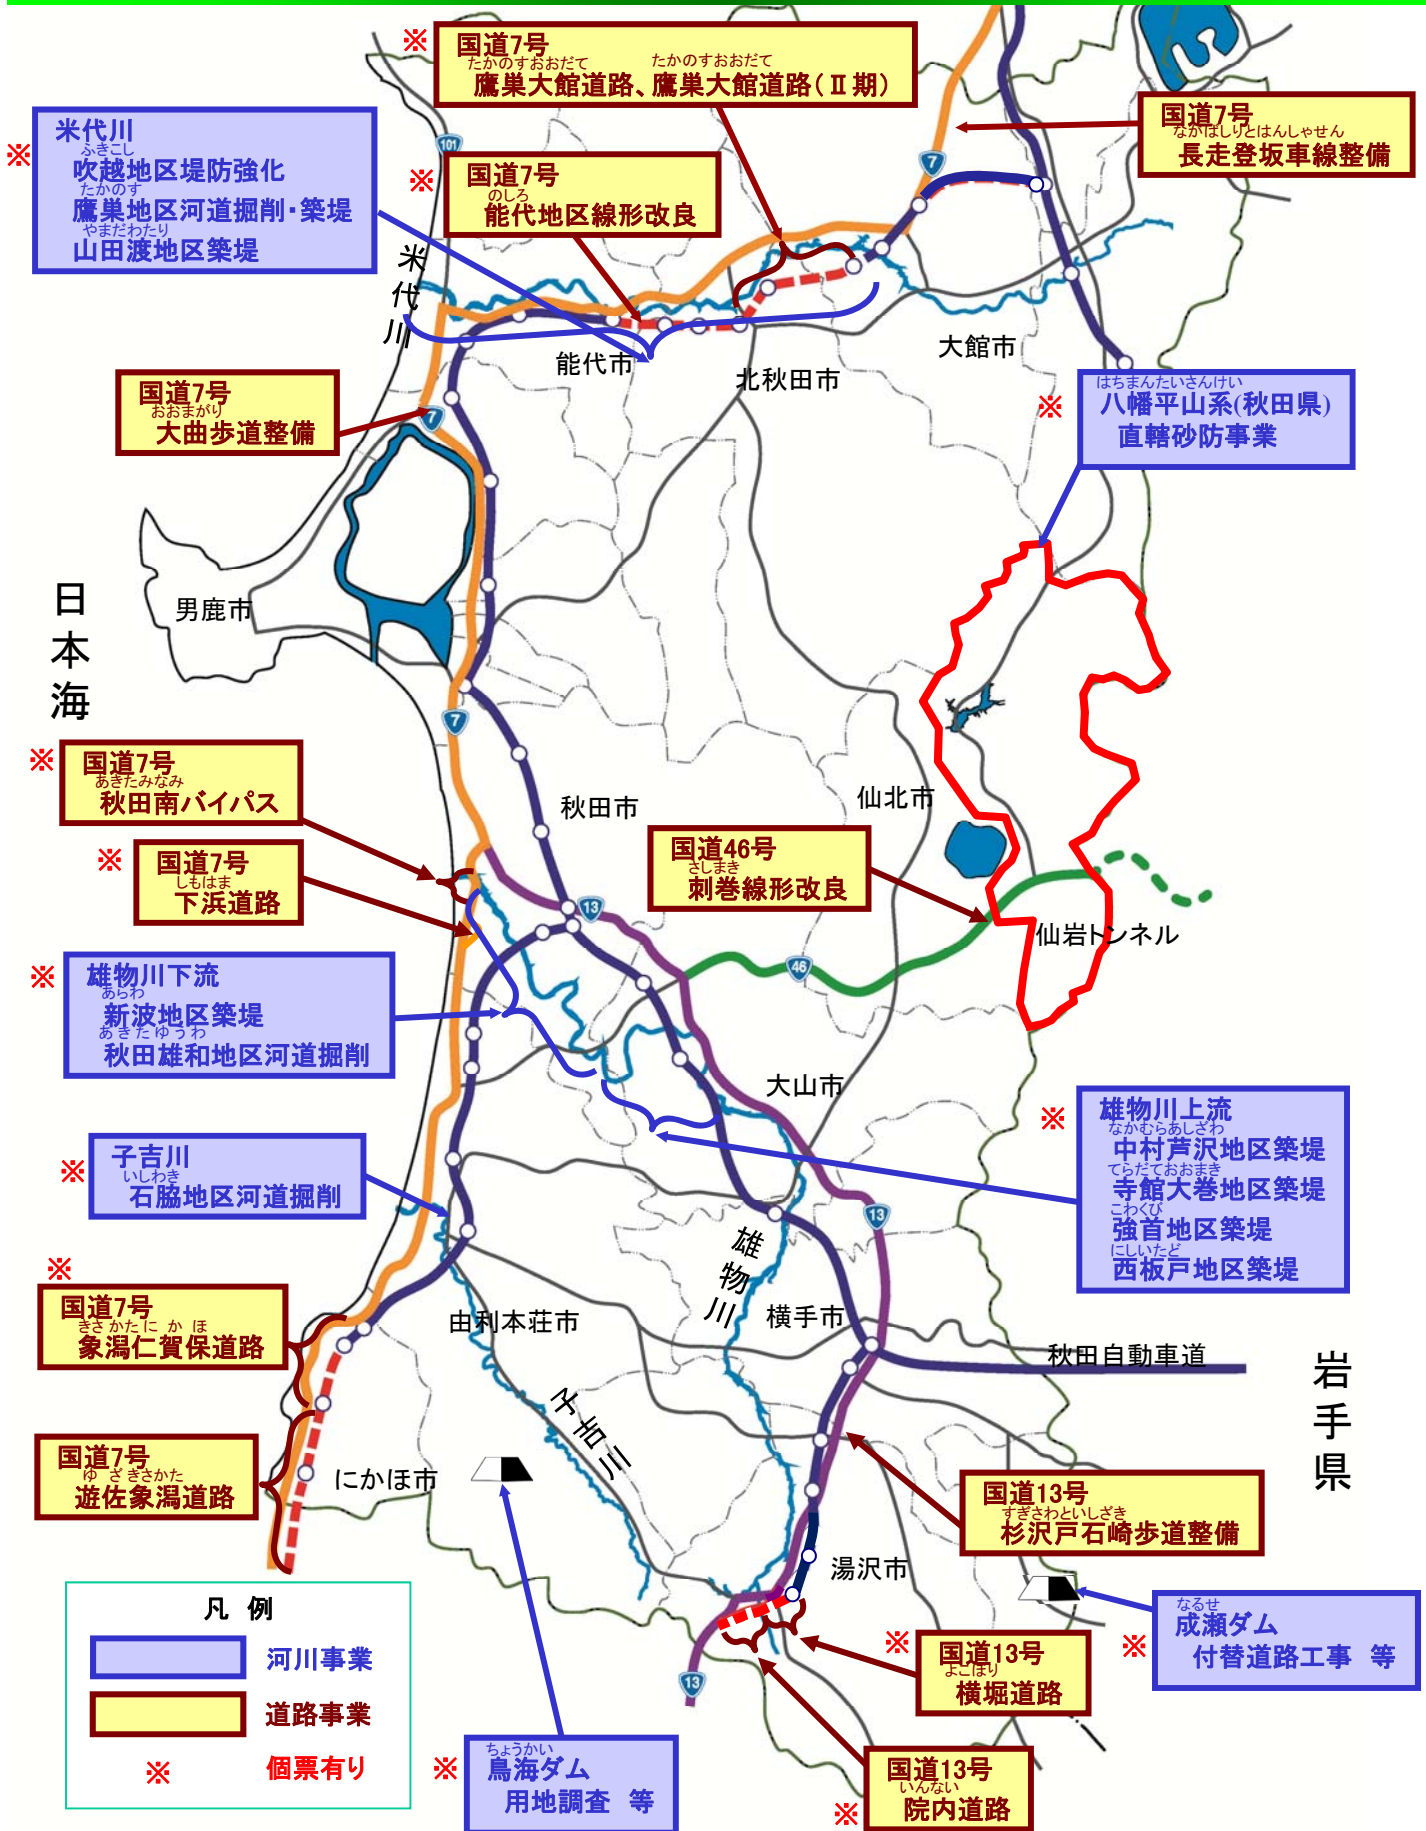 ※
国道7号
たかのすおおだて　たかのすおおだて
鷹巣大館道路、鷹巣大館道路(Ⅱ期)
国道7号
ながばしりとはんしゃせん
長走登坂車線整備
※
米代川
ふきこし
吹越地区堤防強化
たかのす
鷹巣地区河道掘削・築堤
やまだわたり
山田渡地区築堤
101
※
国道7号
のしろ
能代地区線形改良
7
米代川
能代市
北秋田市
大館市
国道7号
おおまがり
大曲歩道整備
7
※
はちまんたいさんけい
八幡平山系(秋田県)
直轄砂防事業
日本海
男鹿市
7
※
国道7号
あきたみなみ
秋田南バイパス
秋田市
仙北市
※
国道7号
しもはま
下浜道路
国道46号
さしまき
刺巻線形改良
13
仙岩トンネル
46
※
雄物川下流
あらわ
新波地区築堤
あきたゆうわ
秋田雄和地区河道掘削
大山市
※
雄物川上流
なかむらあしざわ
中村芦沢地区築堤
てらだておおまき
寺館大巻地区築堤
こわくび
強首地区築堤
にしいたど
西板戸地区築堤
※
子吉川
いしわき
石脇地区河道掘削
13
雄物川
※
国道7号
きさかたにかほ
象潟仁賀保道路
由利本荘市
横手市
秋田自動車道
岩手県
子吉川
国道7号
ゆざきさかた
遊佐象潟道路
にかほ市
国道13号
すぎさわといしざき
杉沢戸石崎歩道整備
湯沢市
※
なるせ
成瀬ダム
付替道路工事　等
※
国道13号
よこぼり
横堀道路
13
凡 例
河川事業
道路事業
※
個票有り
※
ちょうかい
鳥海ダム
用地調査　等
※
国道13号
いんない
院内道路